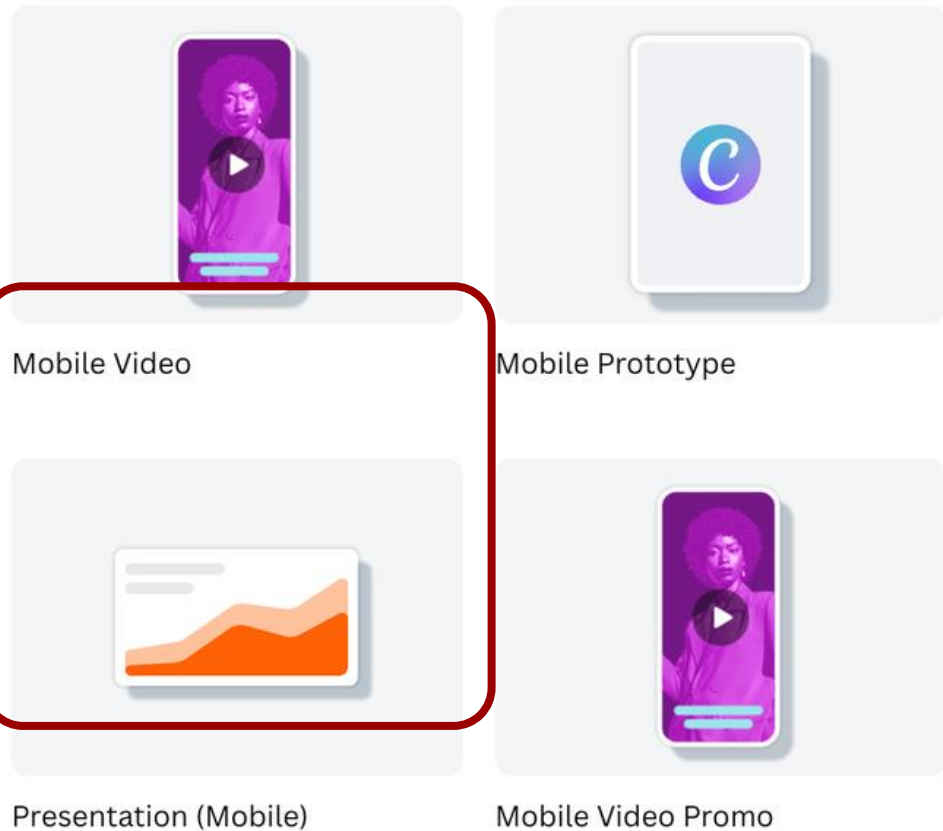 C
Mobile Video
Mobile Prototype
Presentation (Mobile)
Mobile Video Promo